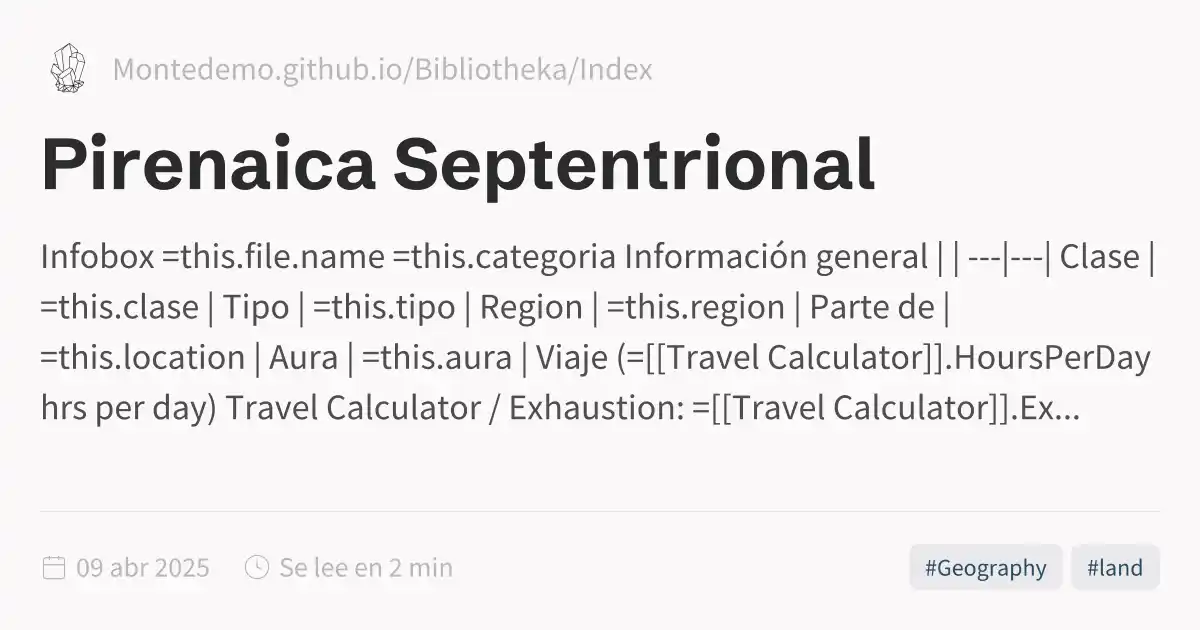 Montedemo.github.io/Bibliotheka/Index
Pirenaica Septentrional
Infobox =this.file.name =this.categoria Información general | | ---|---| Clase |
=this.clase | Tipo | =this.tipo | Region | =this.region | Parte de |
=this.location | Aura | =this.aura | Viaje (=[[Travel Calculator]].HoursPerDay
hrs per day) Travel Calculator / Exhaustion: =[[Travel Calculator]].Ex...
09 abr 2025 Se lee en 2 min #Geography #land